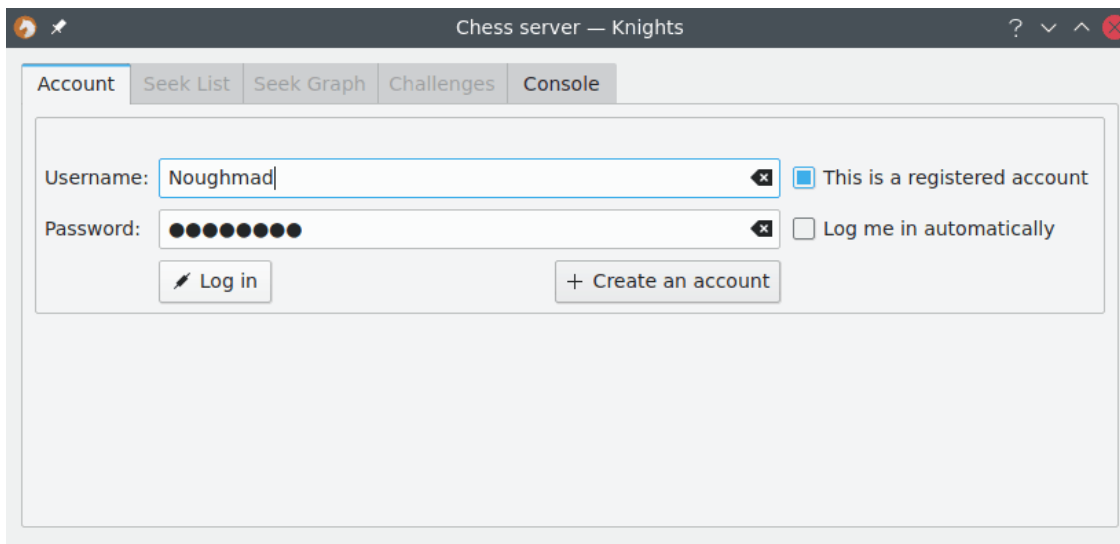 Chess server — Knights
Account Seek List Seek Graph Challenges Console
Username: Noughmad This is a registered account
Password: ●●●●●●●● Log me in automatically
Log in + Create an account